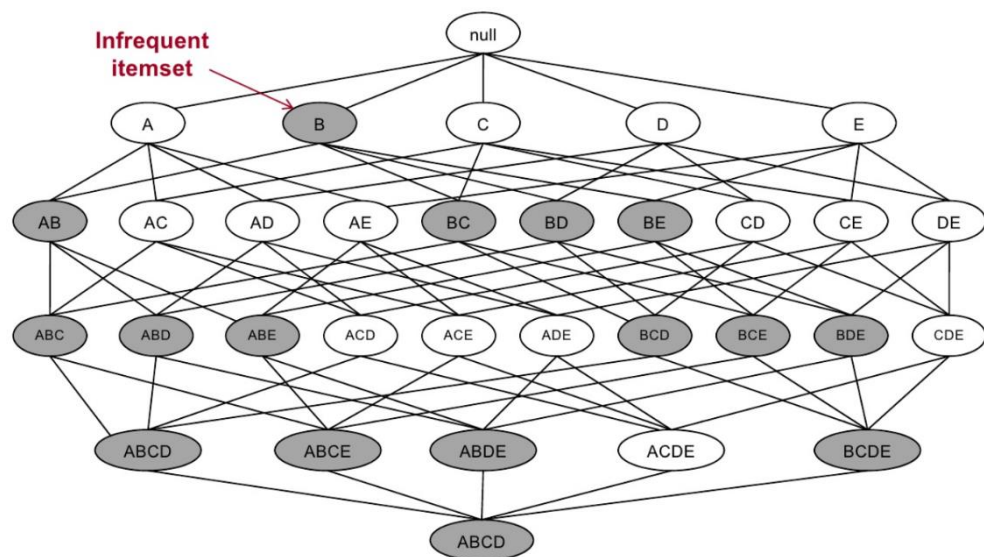 null
Infrequent
itemset
A
B
C
D
E
AB
AC
AD
AE
BC
BD
BE
CD
CE
DE
ABC
ABD
ABE
ACD
ACE
ADE
BCD
BCE
BDE
CDE
ABCD
ABCE
ABDE
ACDE
BCDE
ABCD